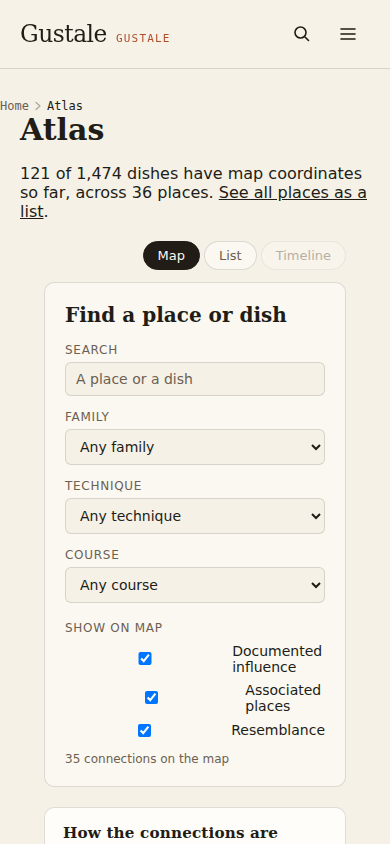 Gustale GUSTALE
Home > Atlas
Atlas
121 of 1,474 dishes have map coordinates
so far, across 36 places. See all places as a
list.
Map List Timeline
Find a place or dish
SEARCH
A place or a dish
FAMILY
Any family
TECHNIQUE
Any technique
COURSE
Any course
SHOW ON MAP
Documented
influence
Associated
places
Resemblance
35 connections on the map
How the connections are